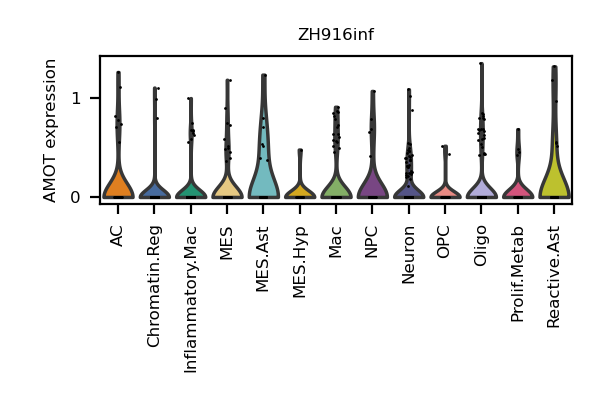 ZH916inf
AMOT expression
1
0
AC
Chromatin.Reg
Inflammatory.Mac
MES
MES.Ast
MES.Hyp
Mac
NPC
Neuron
OPC
Oligo
Prolif.Metab
Reactive.Ast